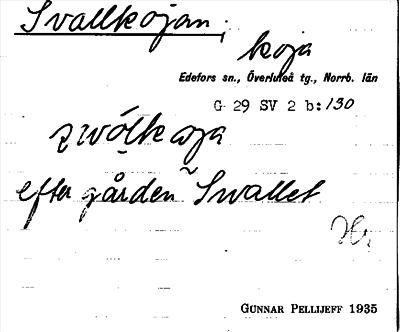 Svallkojan;
koja
Edefors sn., Överluleå tg., Norrb. län
G 29 SV 2 b:130
efter gården Svallet
GUNNAR PELLIJEFF 1935